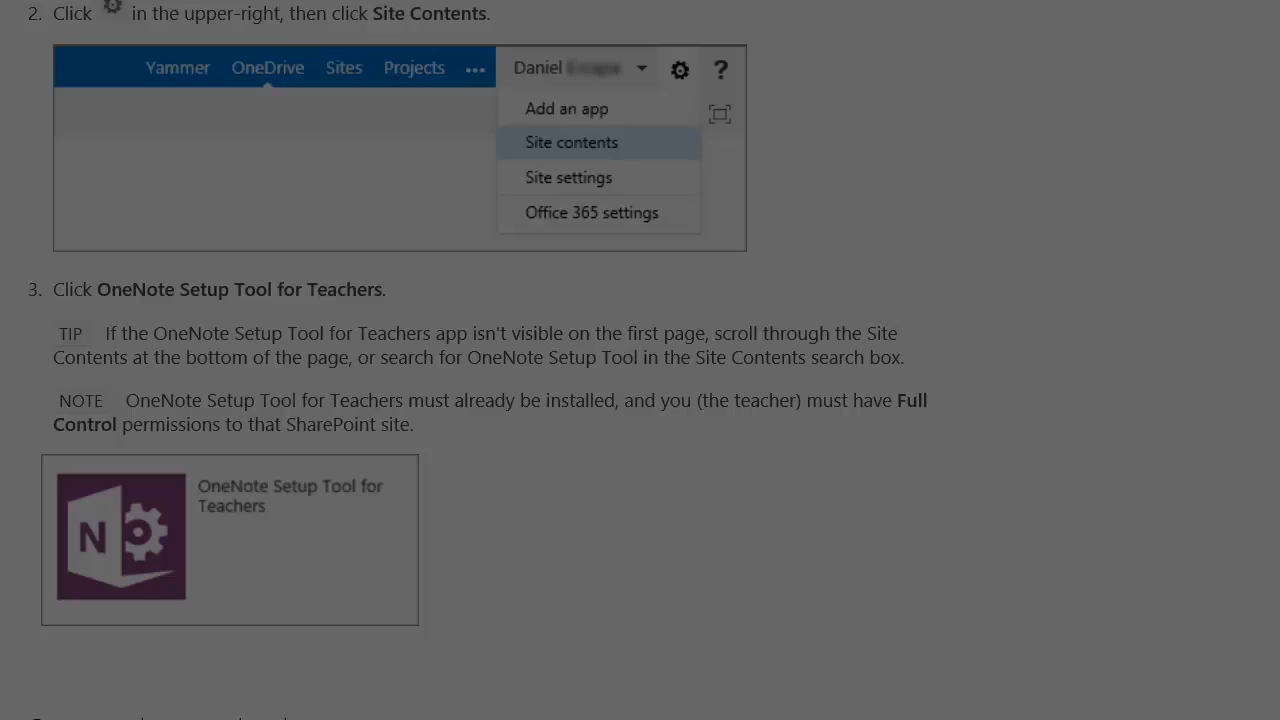 2. Click in the upper-right, then click Site Contents.
Yammer OneDrive Sites Projects ... Daniel ?
Add an app
Site contents
Site settings
Office 365 settings
3. Click OneNote Setup Tool for Teachers.
TIP If the OneNote Setup Tool for Teachers app isn't visible on the first page, scroll through the Site
Contents at the bottom of the page, or search for OneNote Setup Tool in the Site Contents search box.
NOTE OneNote Setup Tool for Teachers must already be installed, and you (the teacher) must have Full
Control permissions to that SharePoint site.
OneNote Setup Tool for
Teachers
N